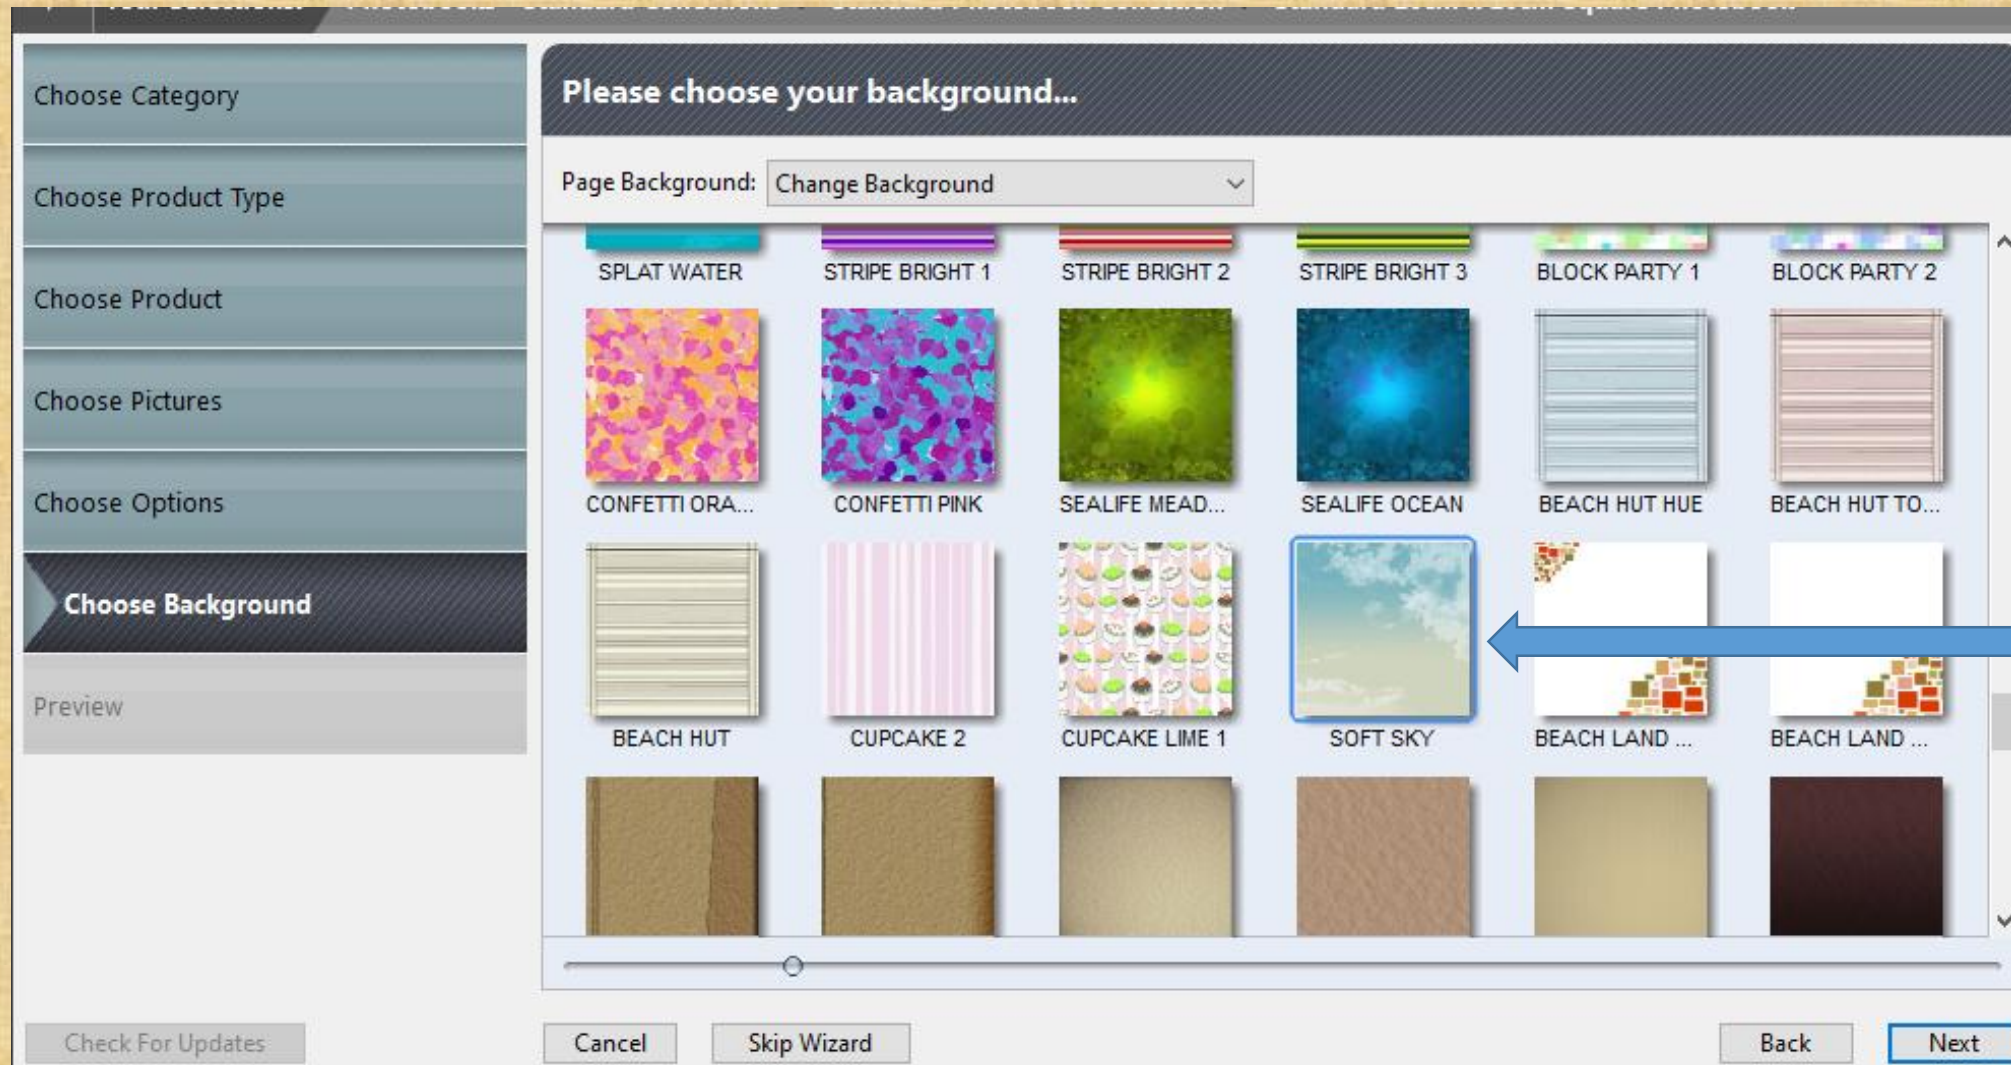 Choose Category
Choose Product Type
Choose Product
Choose Pictures
Choose Options
Choose Background
Preview
Check For Updates
Please choose your background...
Page Background: Change Background
SPLAT WATER STRIPE BRIGHT 1 STRIPE BRIGHT 2 STRIPE BRIGHT 3 BLOCK PARTY 1 BLOCK PARTY 2
CONFETTI ORA... CONFETTI PINK SEALIFE MEAD... SEALIFE OCEAN BEACH HUT HUE BEACH HUT TO...
BEACH HUT CUPCAKE 2 CUPCAKE LIME 1 SOFT SKY BEACH LAND ... BEACH LAND ...
Cancel Skip Wizard Back Next